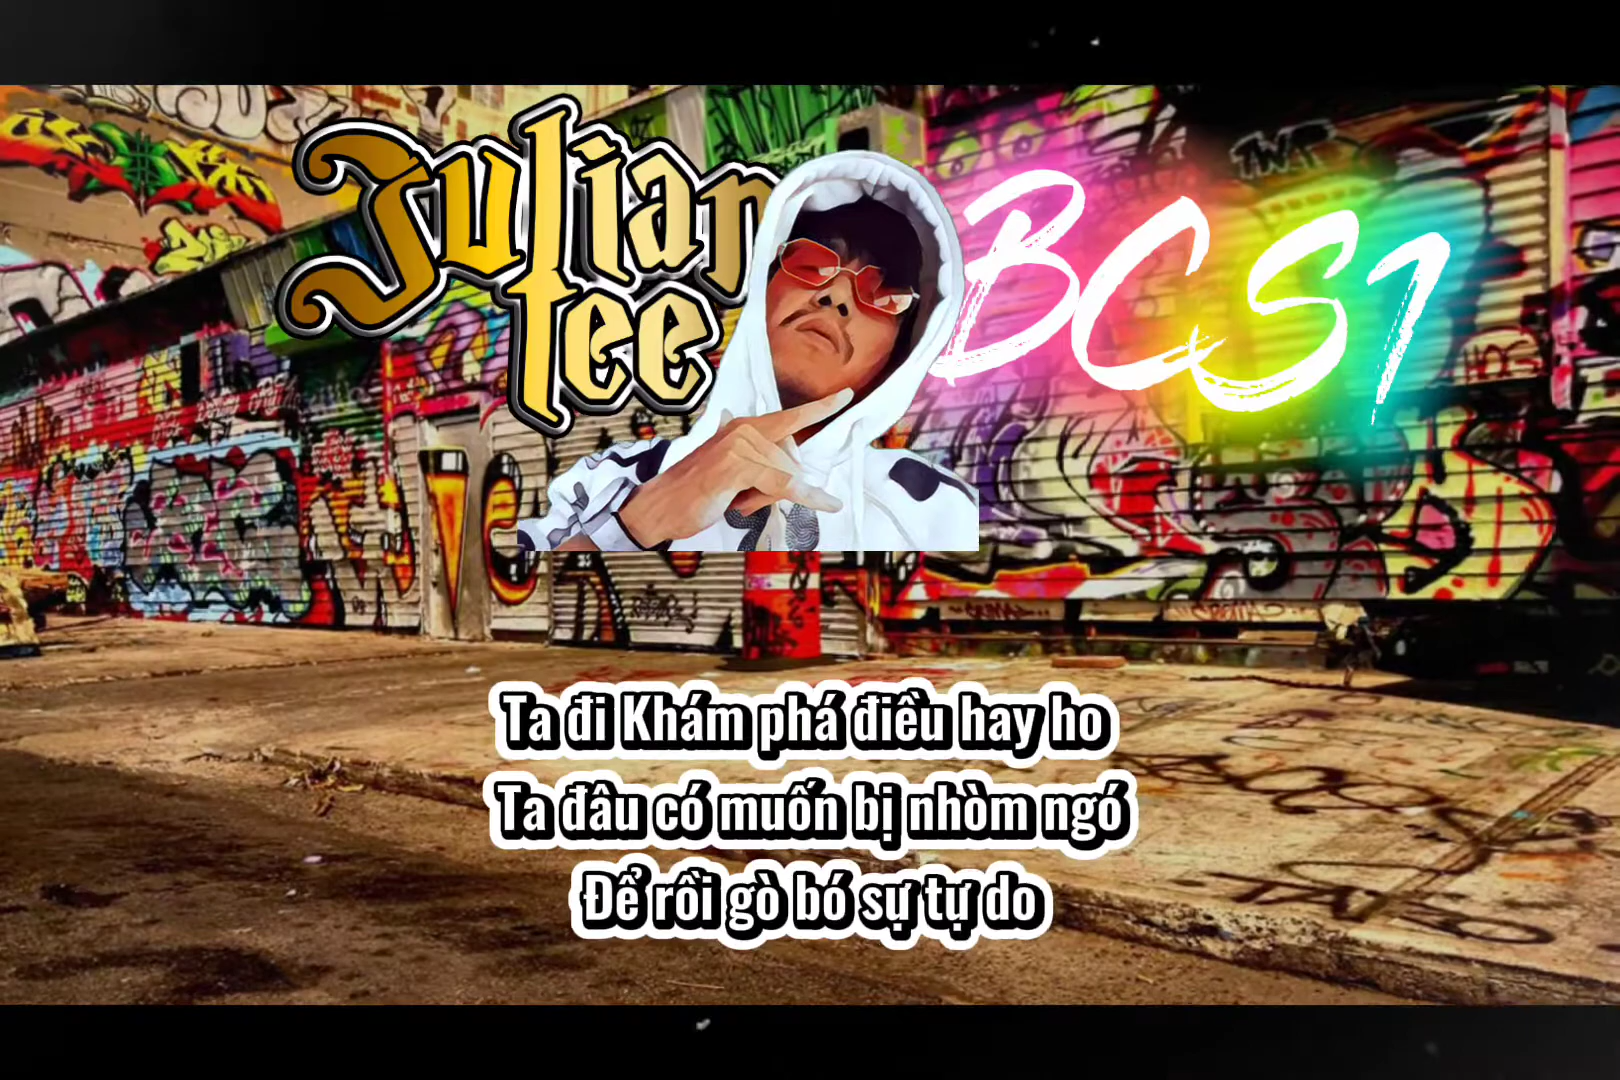 Julian
Tee
BCS1
Ta đi Khám phá điều hay ho
Ta đâu có muốn bị nhòm ngó
Để rồi gò bó sự tự do